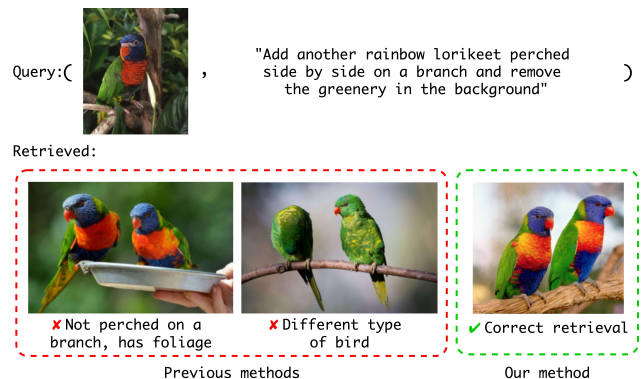 Query:( , "Add another rainbow lorikeet perched )
side by side on a branch and remove
the greenery in the background"
Retrieved:
✘ Not perched on a
branch, has foliage
✘ Different type
of bird
✔ Correct retrieval
Previous methods
Our method